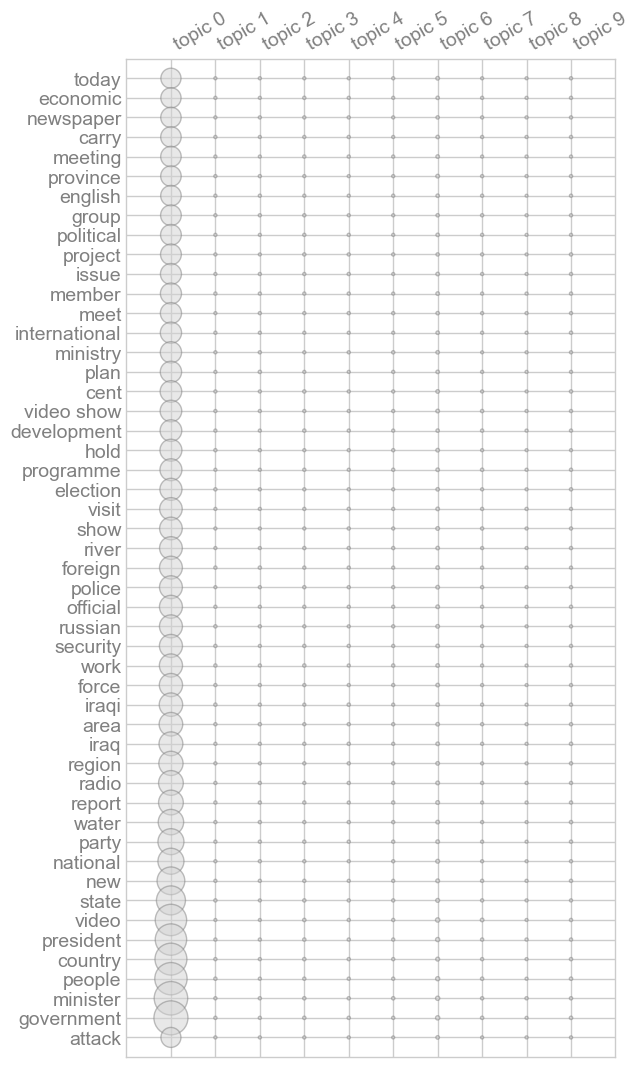 topic 0 topic 1 topic 2 topic 3 topic 4 topic 5 topic 6 topic 7 topic 8 topic 9
today
economic
newspaper
carry
meeting
province
english
group
political
project
issue
member
meet
international
ministry
plan
cent
video show
development
hold
programme
election
visit
show
river
foreign
police
official
russian
security
work
force
iraqi
area
iraq
region
radio
report
water
party
national
new
state
video
president
country
people
minister
government
attack